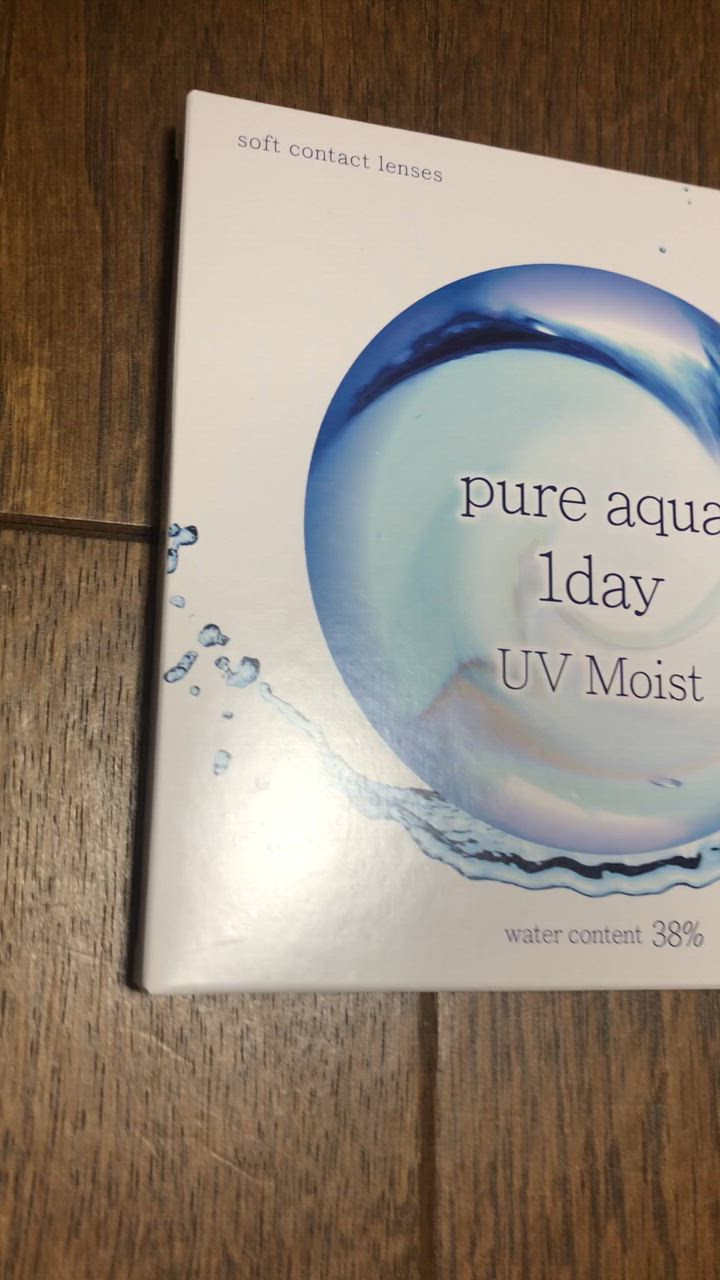 soft contact lenses
pure aqua
1day
UV Moist
water content 38%